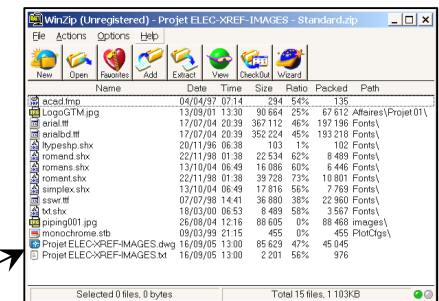 WinZip (Unregistered) - Projet ELEC-XREF-IMAGES - Standard.zip
File Actions Options Help
New Open Favorites Add Extract View CheckOut Wizard
Name Date Time Size Ratio Packed Path
acad.fmp 04/04/97 07:14 294 54% 135
LogoGTM.jpg 13/09/01 13:30 90 664 25% 67 612 Affaires\Projet 01\
arial.ttf 17/07/04 20:39 367 112 46% 197 196 Fonts\
arialbd.ttf 17/07/04 20:39 352 224 45% 193 218 Fonts\
ltypeshp.shx 20/11/96 06:38 103 1% 102 Fonts\
romand.shx 22/11/98 01:38 22 534 62% 8 489 Fonts\
romans.shx 13/10/04 06:49 16 086 60% 6 446 Fonts\
romant.shx 22/11/98 01:38 39 728 73% 10 801 Fonts\
simplex.shx 13/10/04 06:49 17 816 56% 7 769 Fonts\
sswr.ttf 07/07/98 14:41 36 880 38% 22 960 Fonts\
txt.shx 18/03/00 06:53 8 489 58% 3 567 Fonts\
piping001.jpg 26/08/04 12:16 88 605 0% 88 468 images\
monochrome.stb 09/03/99 21:15 455 0% 455 PlotCfgs\
Projet ELEC-XREF-IMAGES.dwg 16/09/05 13:00 85 629 47% 45 045
Projet ELEC-XREF-IMAGES.txt 16/09/05 13:00 2 201 56% 976
Selected 0 files, 0 bytes Total 15 files, 1 103KB